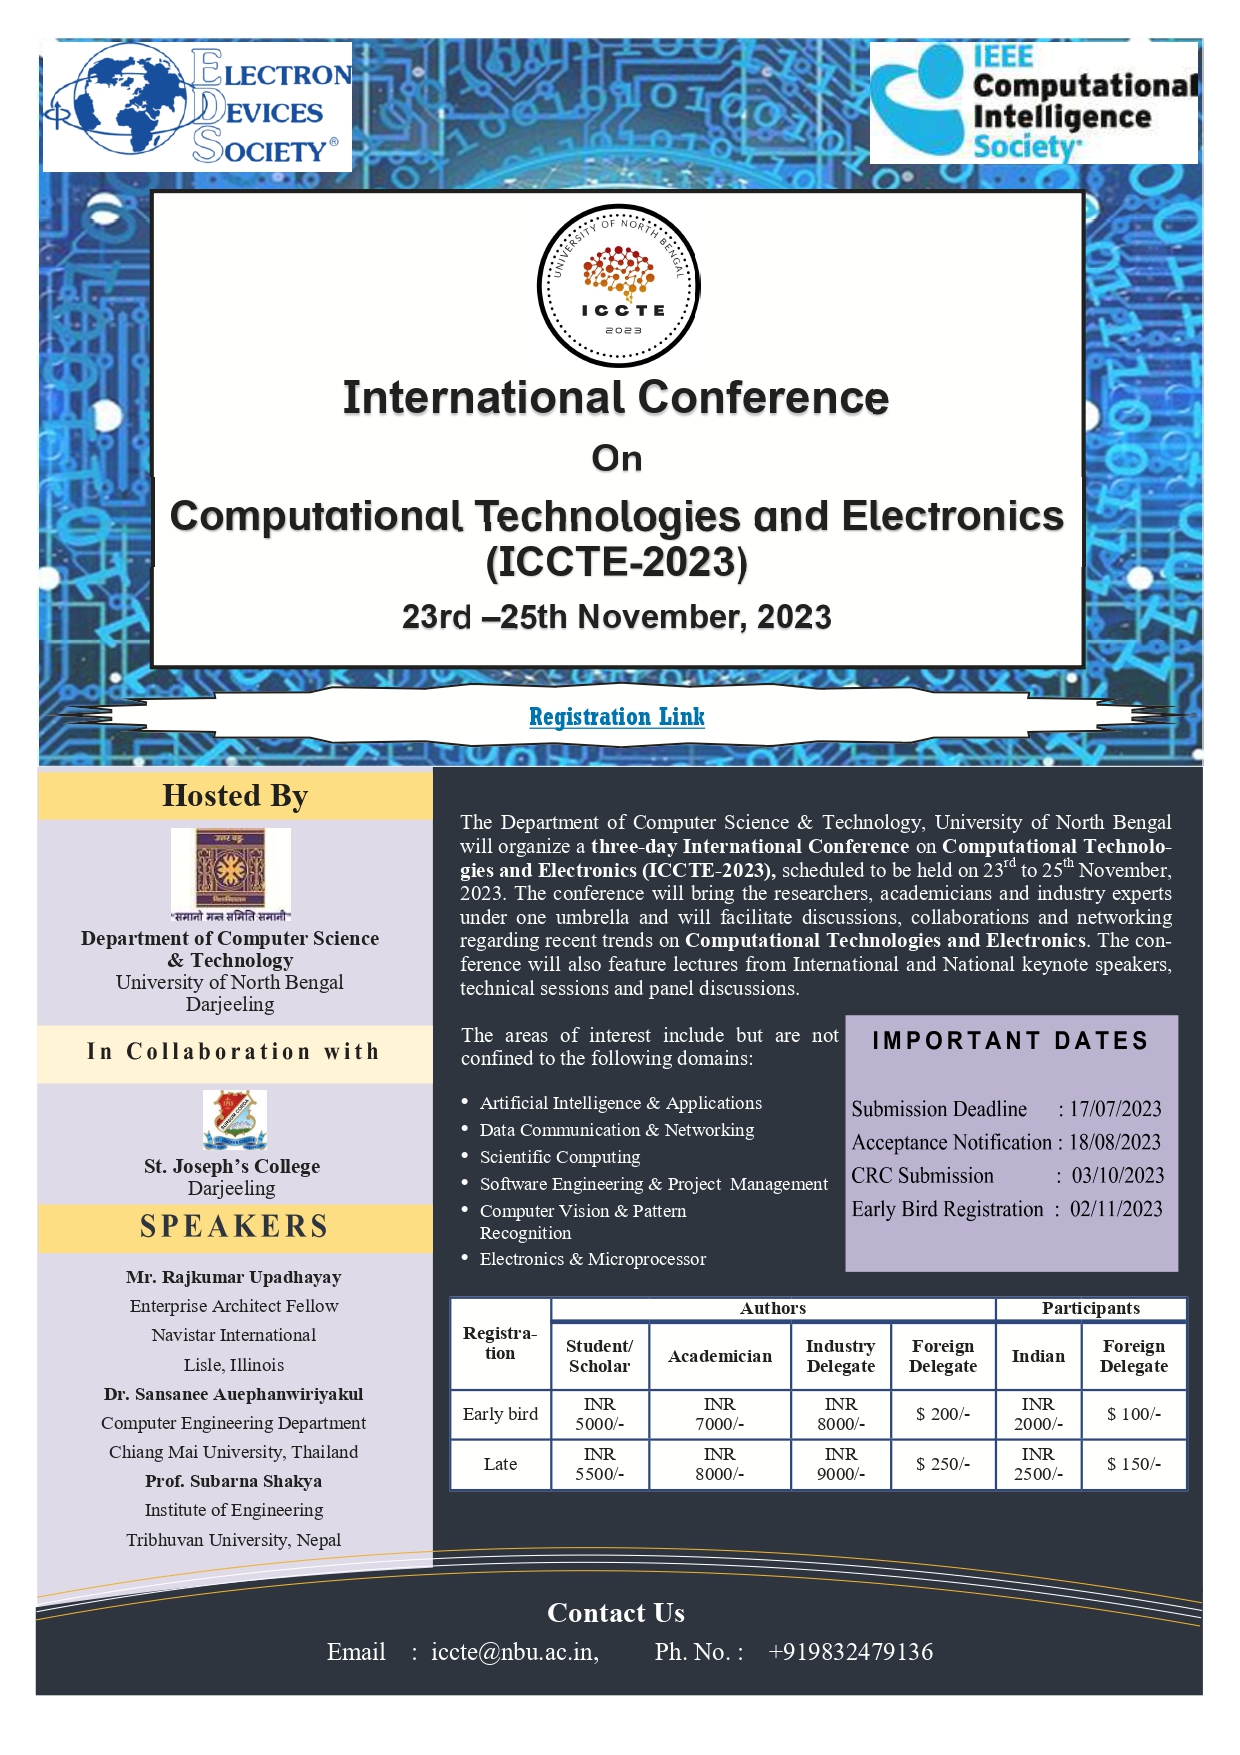 ELECTRON
DEVICES
SOCIETY®
IEEE
Computational
Intelligence
Society
UNIVERSITY OF NORTH BENGAL
ICCTE
2023
International Conference
On
Computational Technologies and Electronics
(ICCTE-2023)
23rd –25th November, 2023
Registration Link
Hosted By
"समानो मन्त्र समिति समानी"
Department of Computer Science
& Technology
University of North Bengal
Darjeeling
In Collaboration with
St. Joseph's College
Darjeeling
SPEAKERS
Mr. Rajkumar Upadhayay
Enterprise Architect Fellow
Navistar International
Lisle, Illinois
Dr. Sansanee Auephanwiriyakul
Computer Engineering Department
Chiang Mai University, Thailand
Prof. Subarna Shakya
Institute of Engineering
Tribhuvan University, Nepal
The Department of Computer Science & Technology, University of North Bengal
will organize a three-day International Conference on Computational Technolo-
gies and Electronics (ICCTE-2023), scheduled to be held on 23rd to 25th November,
2023. The conference will bring the researchers, academicians and industry experts
under one umbrella and will facilitate discussions, collaborations and networking
regarding recent trends on Computational Technologies and Electronics. The con-
ference will also feature lectures from International and National keynote speakers,
technical sessions and panel discussions.
The areas of interest include but are not
confined to the following domains:
• Artificial Intelligence & Applications
• Data Communication & Networking
• Scientific Computing
• Software Engineering & Project Management
• Computer Vision & Pattern
Recognition
• Electronics & Microprocessor
IMPORTANT DATES
Submission Deadline : 17/07/2023
Acceptance Notification : 18/08/2023
CRC Submission : 03/10/2023
Early Bird Registration : 02/11/2023
Registra-
tion
Authors
Participants
Student/
Scholar
Academician
Industry
Delegate
Foreign
Delegate
Indian
Foreign
Delegate
Early bird
INR
5000/-
INR
7000/-
INR
8000/-
$ 200/-
INR
2000/-
$ 100/-
Late
INR
5500/-
INR
8000/-
INR
9000/-
$ 250/-
INR
2500/-
$ 150/-
Contact Us
Email : iccte@nbu.ac.in, Ph. No. : +919832479136